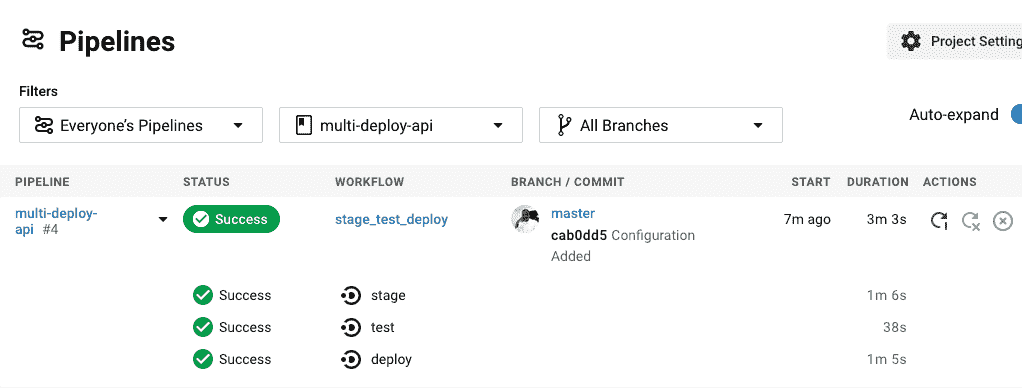 Pipelines
Project Setting
Filters
Everyone's Pipelines
multi-deploy-api
All Branches
Auto-expand
PIPELINE STATUS WORKFLOW BRANCH / COMMIT START DURATION ACTIONS
multi-deploy-
api #4
Success
stage_test_deploy
master
cab0dd5 Configuration
Added
7m ago
3m 3s
Success stage 1m 6s
Success test 38s
Success deploy 1m 5s